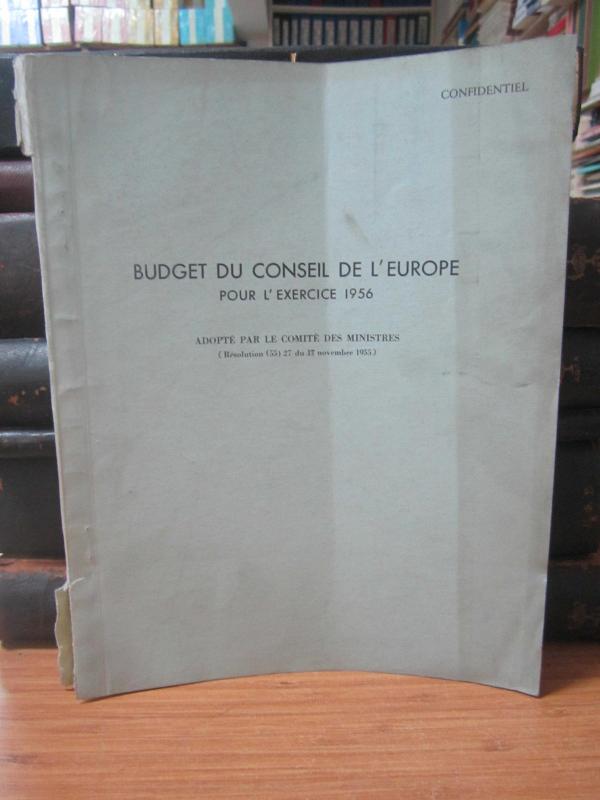 CONFIDENTIEL
BUDGET DU CONSEIL DE L'EUROPE
POUR L'EXERCICE 1956
ADOPTÉ PAR LE COMITÉ DES MINISTRES
(Résolution (55) 27 du 17 novembre 1955)